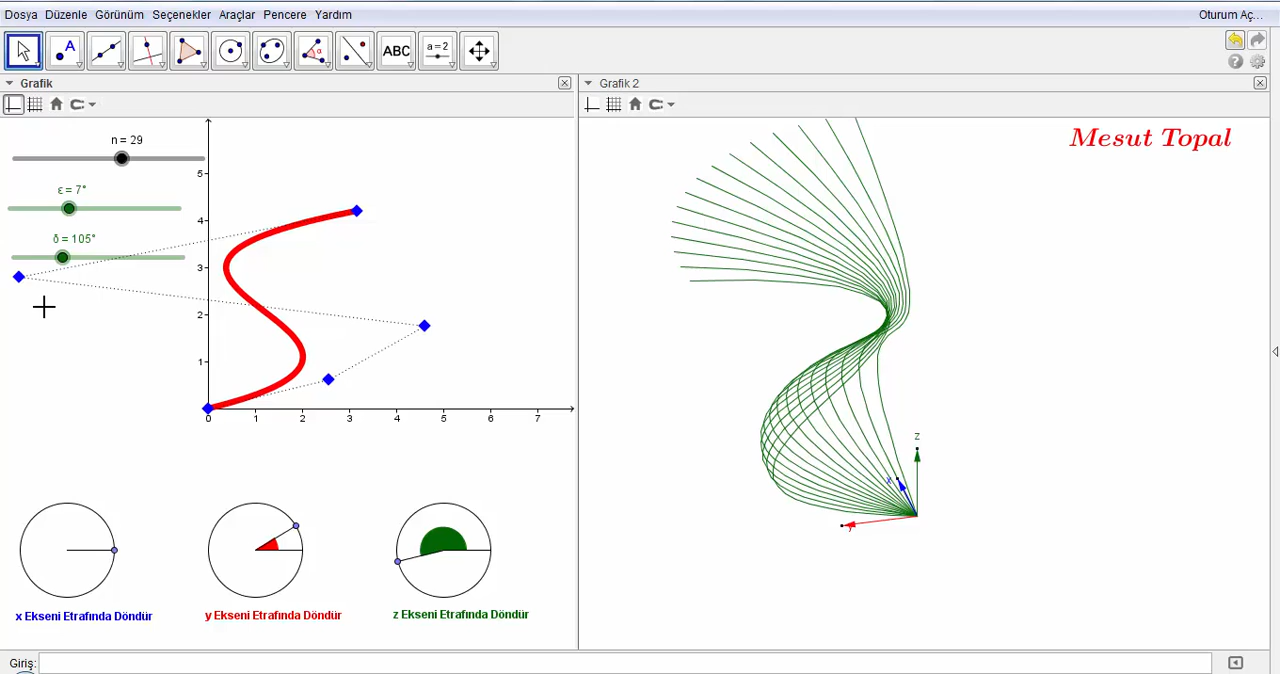 Dosya Düzenle Görünüm Seçenekler Araçlar Pencere Yardım Oturum Aç...
A ABC a = 2
Grafik
Grafik 2
n = 29
ε = 7°
ð = 105°
5
4
3
2
1
0 1 2 3 4 5 6 7
Mesut Topal
z
x
y
x Ekseni Etrafında Döndür
y Ekseni Etrafında Döndür
z Ekseni Etrafında Döndür
Giriş: